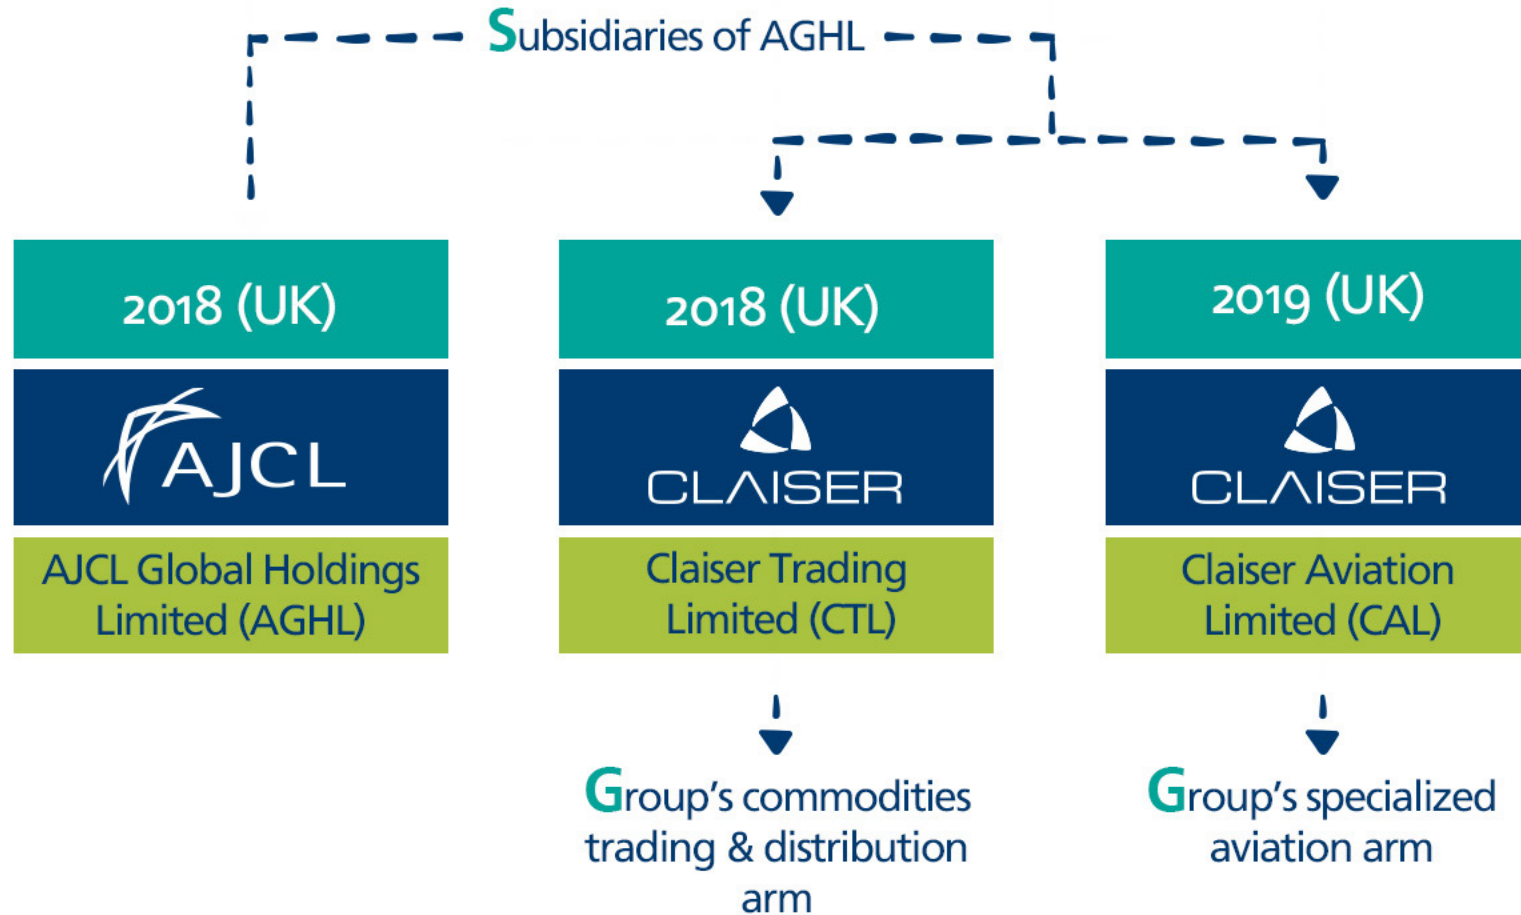 Subsidiaries of AGHL
2018 (UK)
AJCL
AJCL Global Holdings
Limited (AGHL)
2018 (UK)
CLAISER
Claiser Trading
Limited (CTL)
Group's commodities
trading & distribution
arm
2019 (UK)
CLAISER
Claiser Aviation
Limited (CAL)
Group's specialized
aviation arm